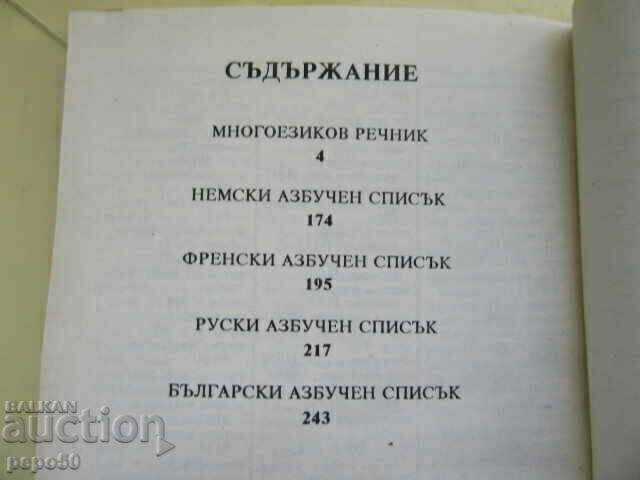 СЪДЪРЖАНИЕ
МНОГОЕЗИКОВ РЕЧНИК
4
НЕМСКИ АЗБУЧЕН СПИСЪК
174
ФРЕНСКИ АЗБУЧЕН СПИСЪК
195
РУСКИ АЗБУЧЕН СПИСЪК
217
БЪЛГАРСКИ АЗБУЧЕН СПИСЪК
243
BALKAN
auction
pepo50